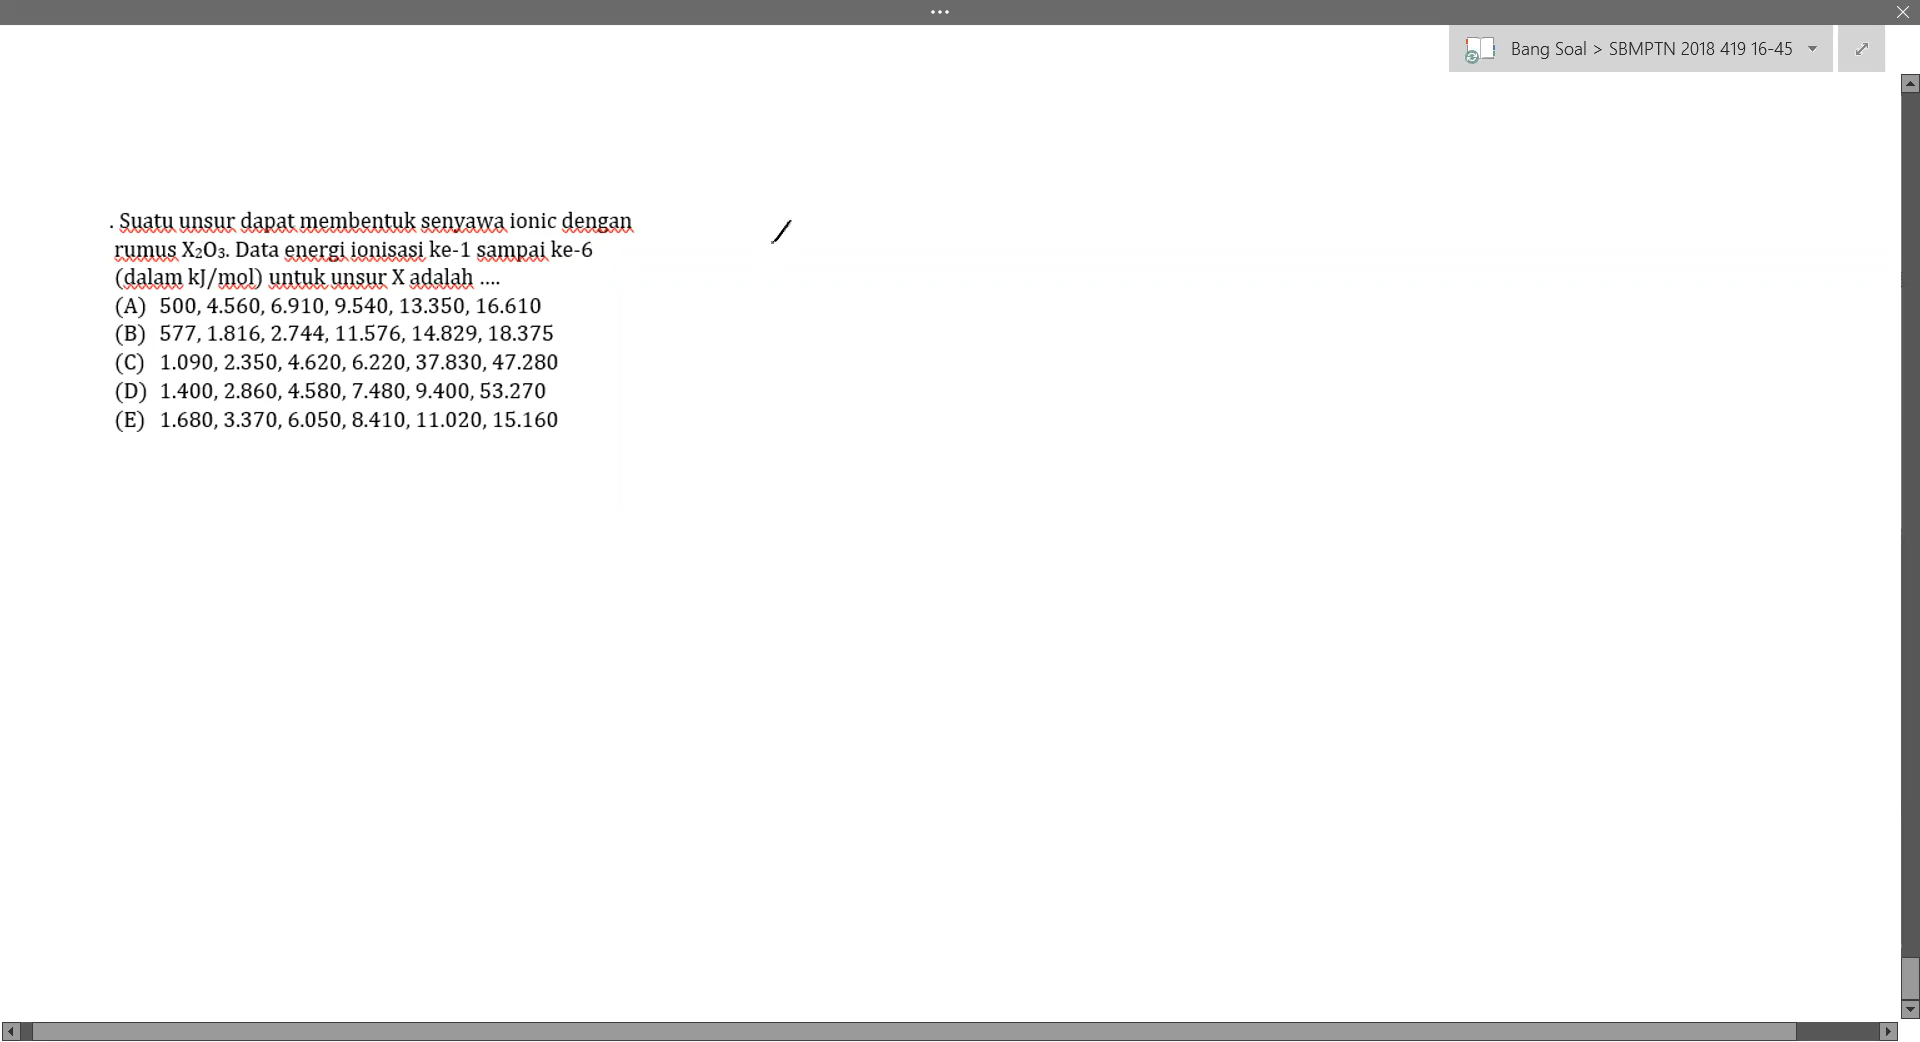 Bang Soal > SBMPTN 2018 419 16-45
. Suatu unsur dapat membentuk senyawa ionic dengan
rumus X₂O₃. Data energi ionisasi ke-1 sampai ke-6
(dalam kJ/mol) untuk unsur X adalah ....
(A) 500, 4.560, 6.910, 9.540, 13.350, 16.610
(B) 577, 1.816, 2.744, 11.576, 14.829, 18.375
(C) 1.090, 2.350, 4.620, 6.220, 37.830, 47.280
(D) 1.400, 2.860, 4.580, 7.480, 9.400, 53.270
(E) 1.680, 3.370, 6.050, 8.410, 11.020, 15.160